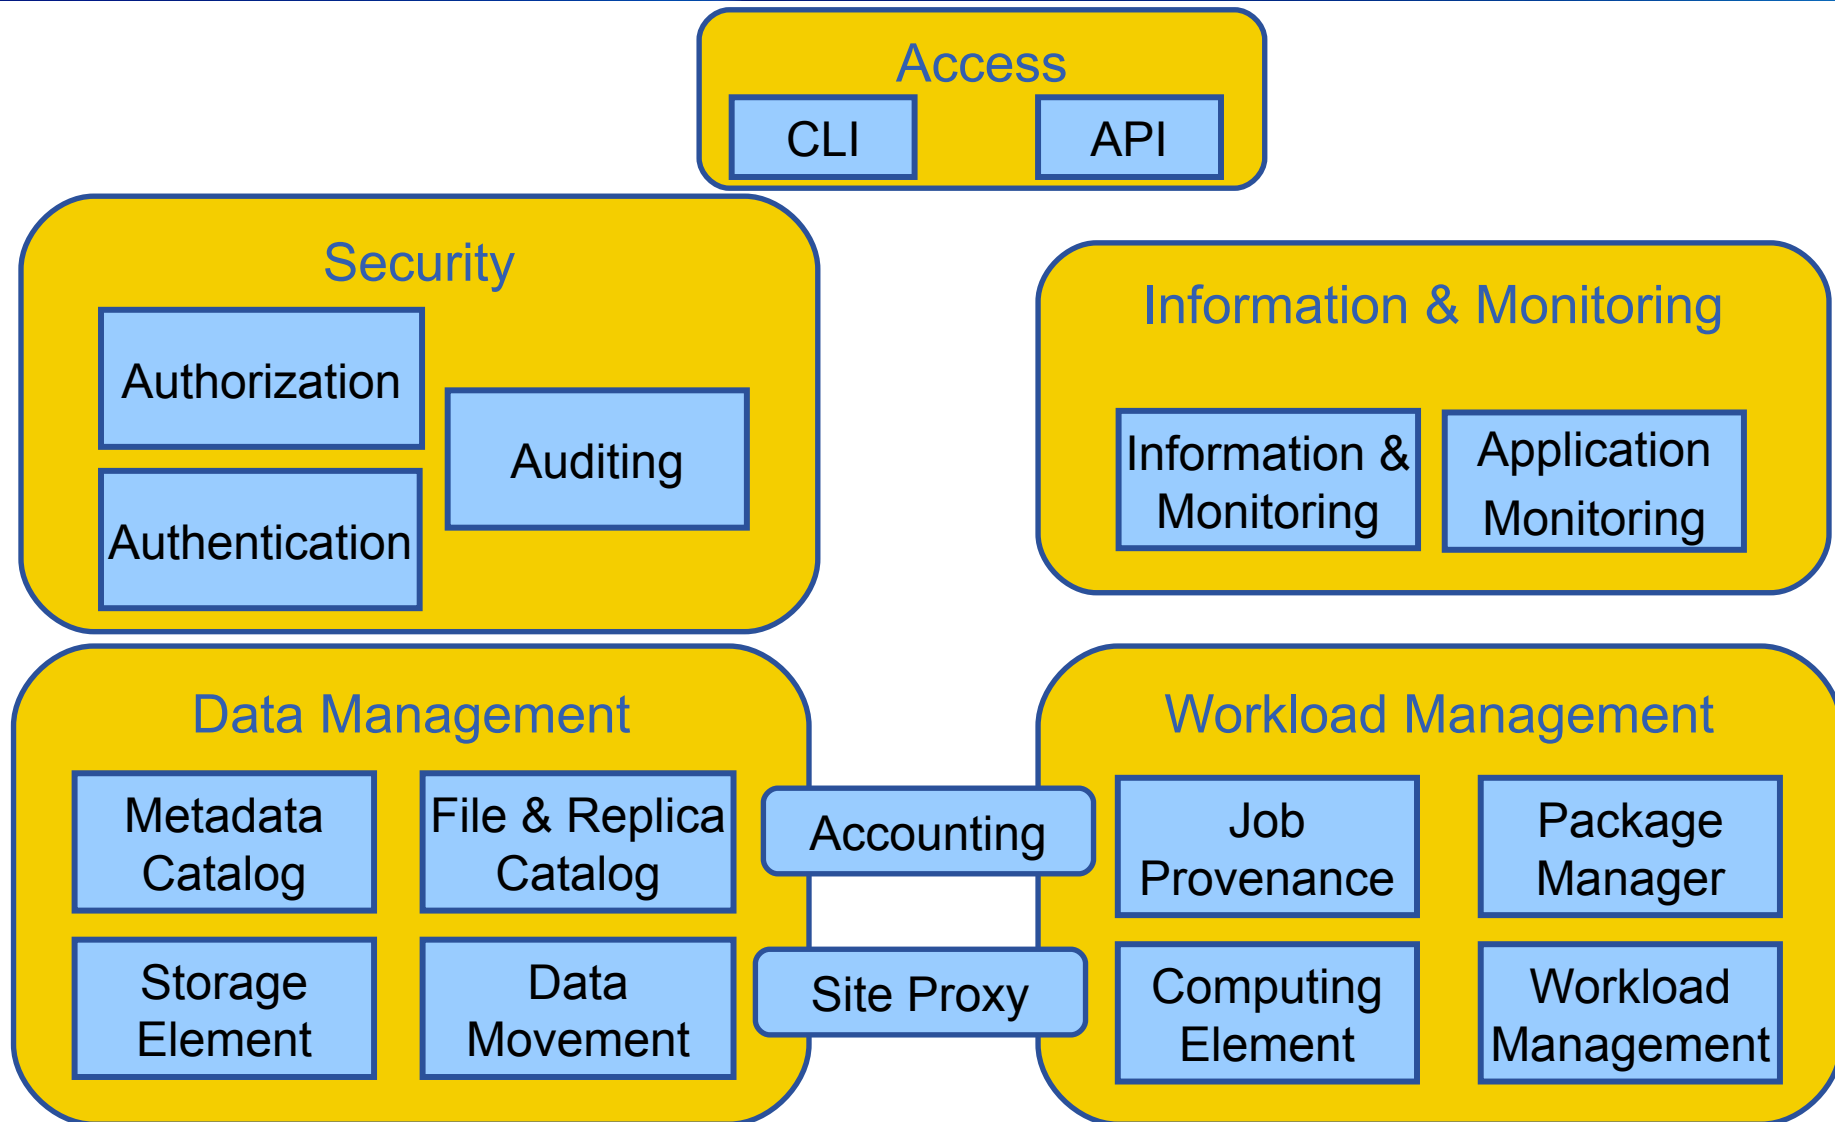 Access
CLI
API
Security
Authorization
Authentication
Auditing
Information & Monitoring
Information &
Monitoring
Application
Monitoring
Data Management
Metadata
Catalog
File & Replica
Catalog
Storage
Element
Data
Movement
Accounting
Site Proxy
Workload Management
Job
Provenance
Package
Manager
Computing
Element
Workload
Management